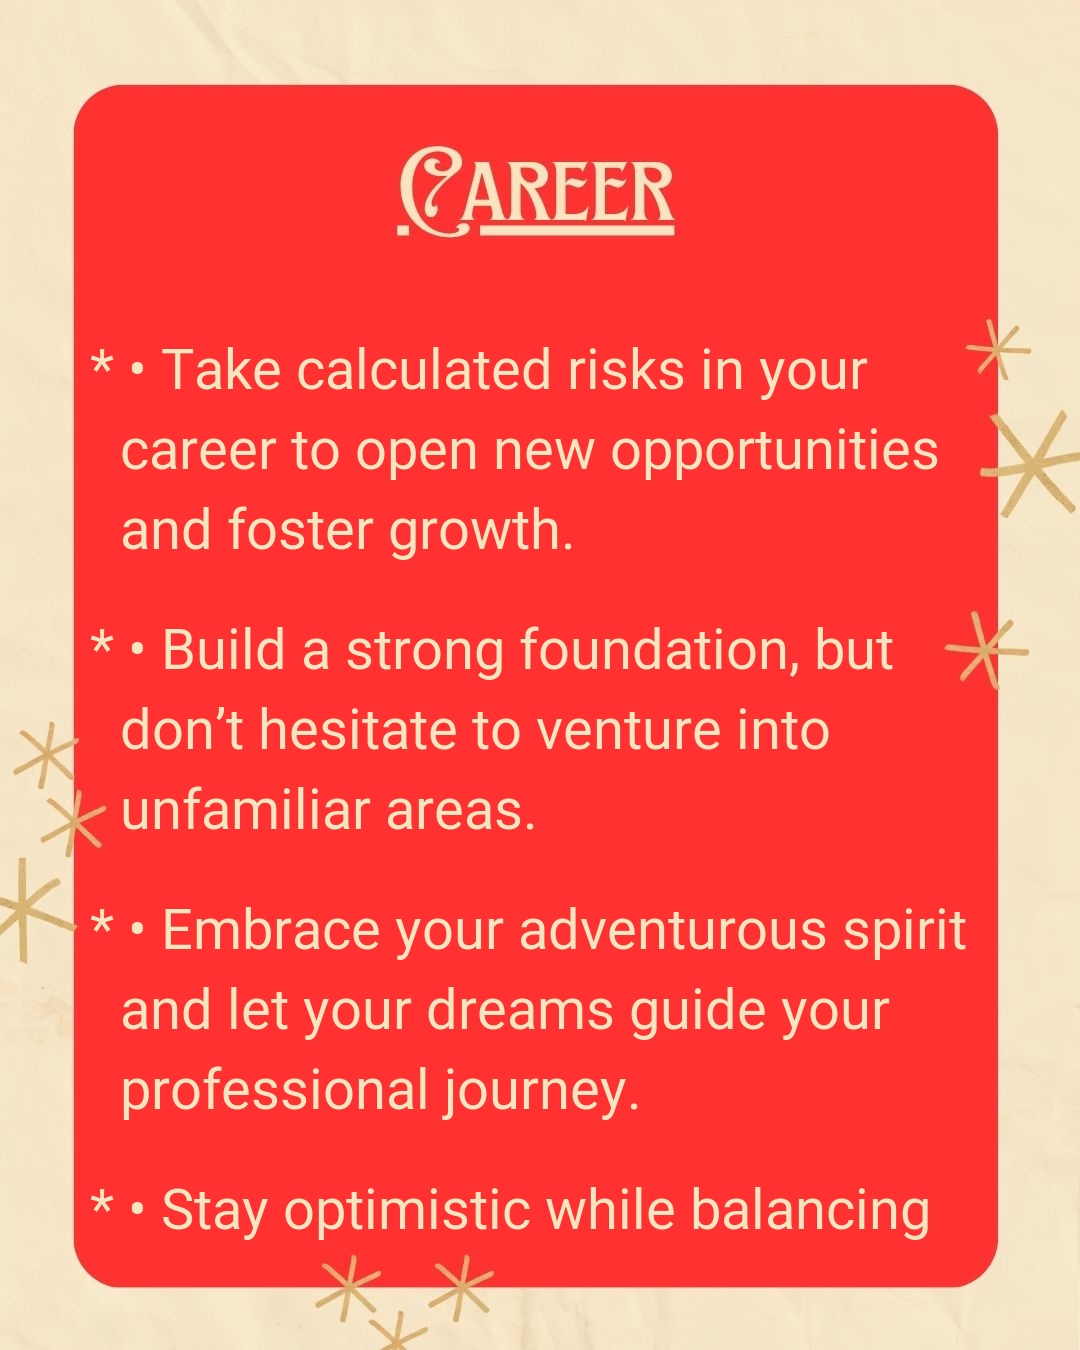 Career
* • Take calculated risks in your
career to open new opportunities
and foster growth.
* • Build a strong foundation, but
don’t hesitate to venture into
unfamiliar areas.
* • Embrace your adventurous spirit
and let your dreams guide your
professional journey.
* • Stay optimistic while balancing